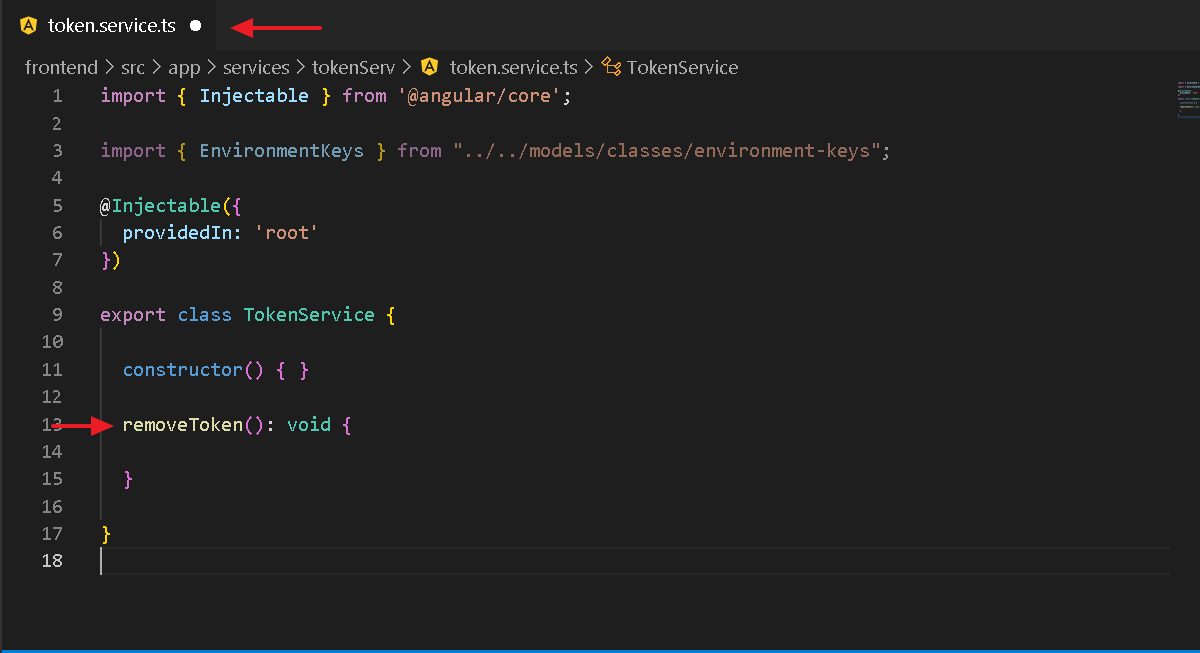 token.service.ts
frontend > src > app > services > tokenServ > token.service.ts > TokenService
1 import { Injectable } from '@angular/core';
2
3 import { EnvironmentKeys } from "../../models/classes/environment-keys";
4
5 @Injectable({
6 providedIn: 'root'
7 })
8
9 export class TokenService {
10
11 constructor() { }
12
13 removeToken(): void {
14
15 }
16
17 }
18